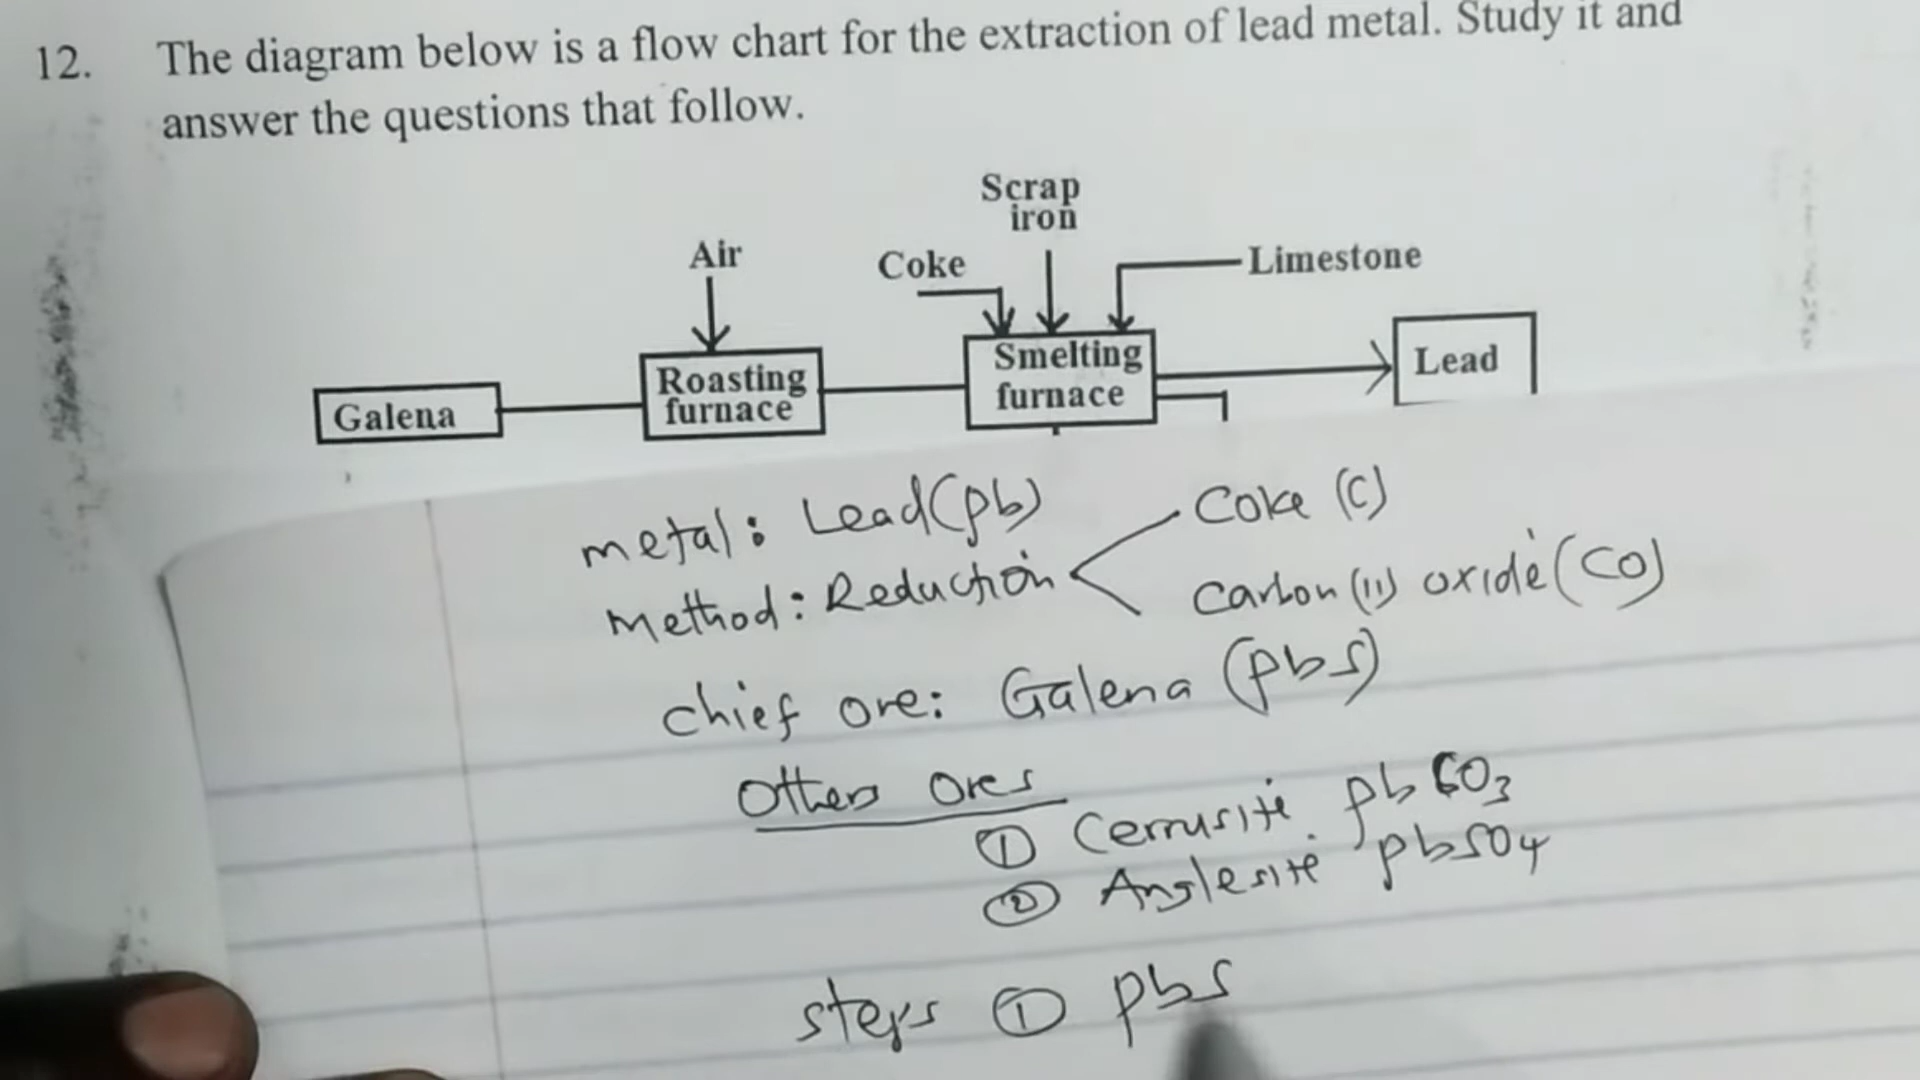 12. The diagram below is a flow chart for the extraction of lead metal. Study it and
answer the questions that follow.
Scrap
iron
Air
Coke
Limestone
Galena
Roasting
furnace
Smelting
furnace
Lead
metal: Lead (pb)
Method: Reduction
Coke (C)
Carbon (II) oxide (CO)
chief ore: Galena (pbs)
Others Ores
① Cerrusite pbCO3
② Anglesite pbSO4
steps ① pbs